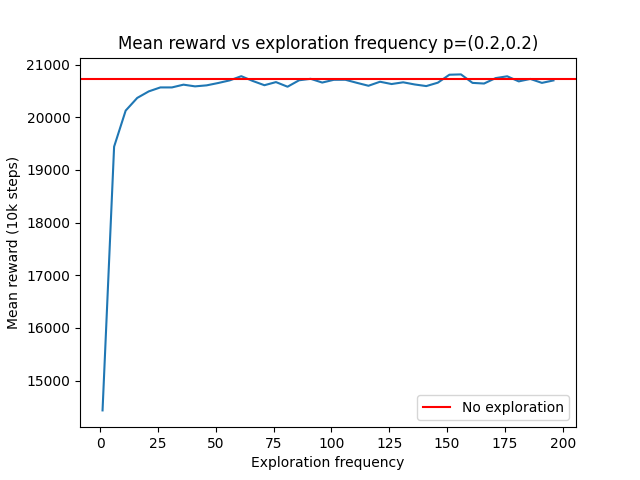 Mean reward vs exploration frequency p=(0.2,0.2)
Mean reward (10k steps)
21000
20000
19000
18000
17000
16000
15000
No exploration
0 25 50 75 100 125 150 175 200
Exploration frequency